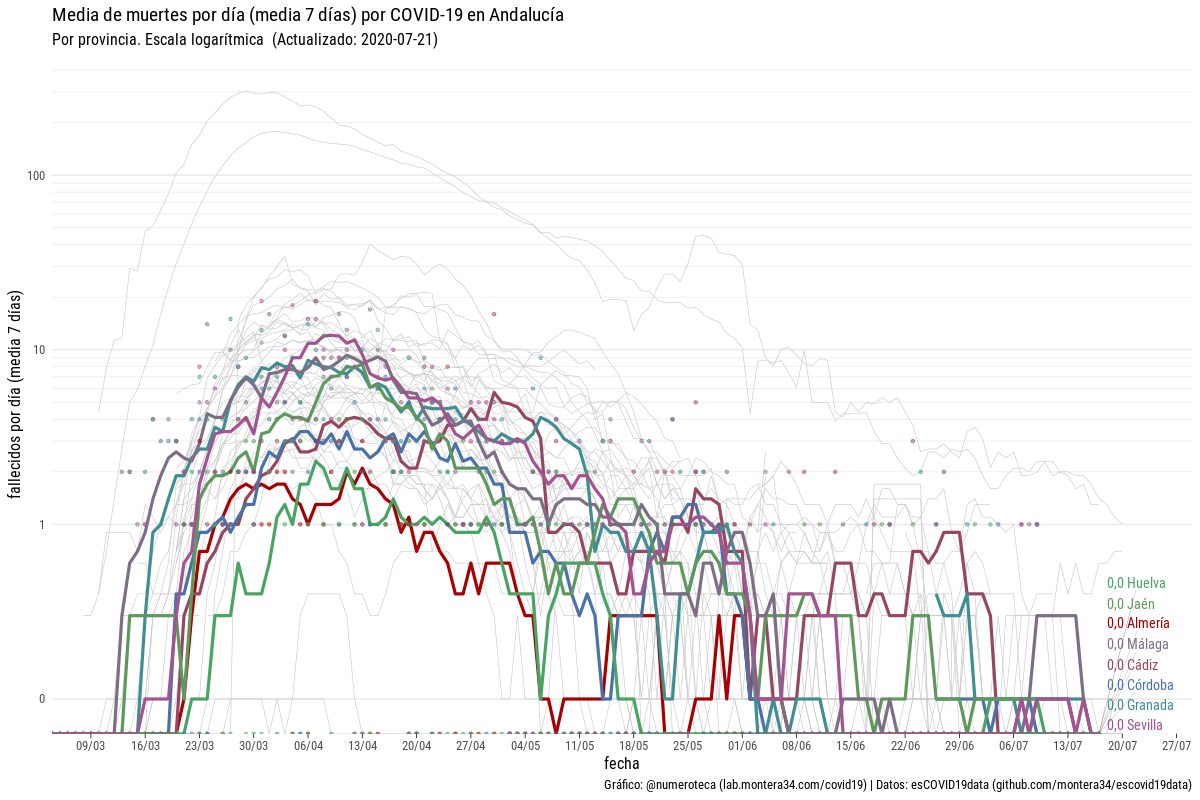 Media de muertes por día (media 7 días) por COVID-19 en Andalucía
Por provincia. Escala logarítmica (Actualizado: 2020-07-21)
fallecidos por día (media 7 días)
100
10
1
0
0,0 Huelva
0,0 Jaén
0,0 Almería
0,0 Málaga
0,0 Cádiz
0,0 Córdoba
0,0 Granada
0,0 Sevilla
09/03 16/03 23/03 30/03 06/04 13/04 20/04 27/04 04/05 11/05 18/05 25/05 01/06 08/06 15/06 22/06 29/06 06/07 13/07 20/07 27/07
fecha
Gráfico: @numeroteca (lab.montera34.com/covid19) | Datos: esCOVID19data (github.com/montera34/escovid19data)